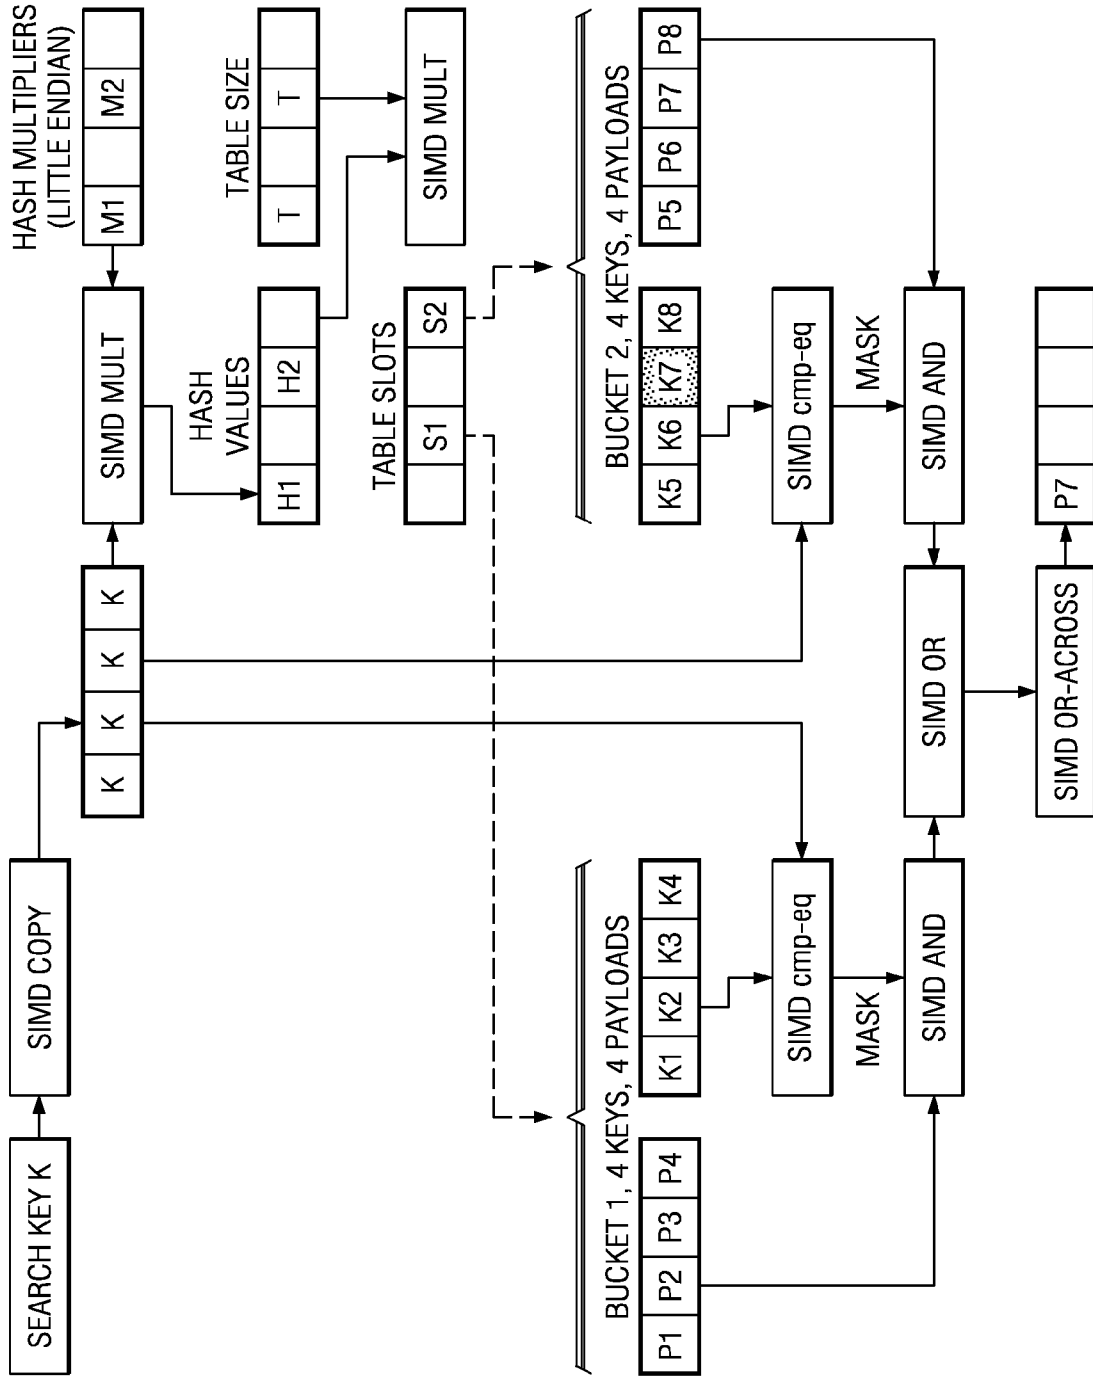 SEARCH KEY K
SIMD COPY
K K K K
SIMD MULT
HASH MULTIPLIERS
(LITTLE ENDIAN)
M1 M2
HASH
VALUES
H1 H2
TABLE SIZE
T T
TABLE SLOTS
S1 S2
SIMD MULT
BUCKET 1, 4 KEYS, 4 PAYLOADS
P1 P2 P3 P4
K1 K2 K3 K4
BUCKET 2, 4 KEYS, 4 PAYLOADS
K5 K6 K7 K8
P5 P6 P7 P8
SIMD cmp-eq
SIMD cmp-eq
MASK
MASK
SIMD AND
SIMD OR
SIMD AND
SIMD OR-ACROSS
P7